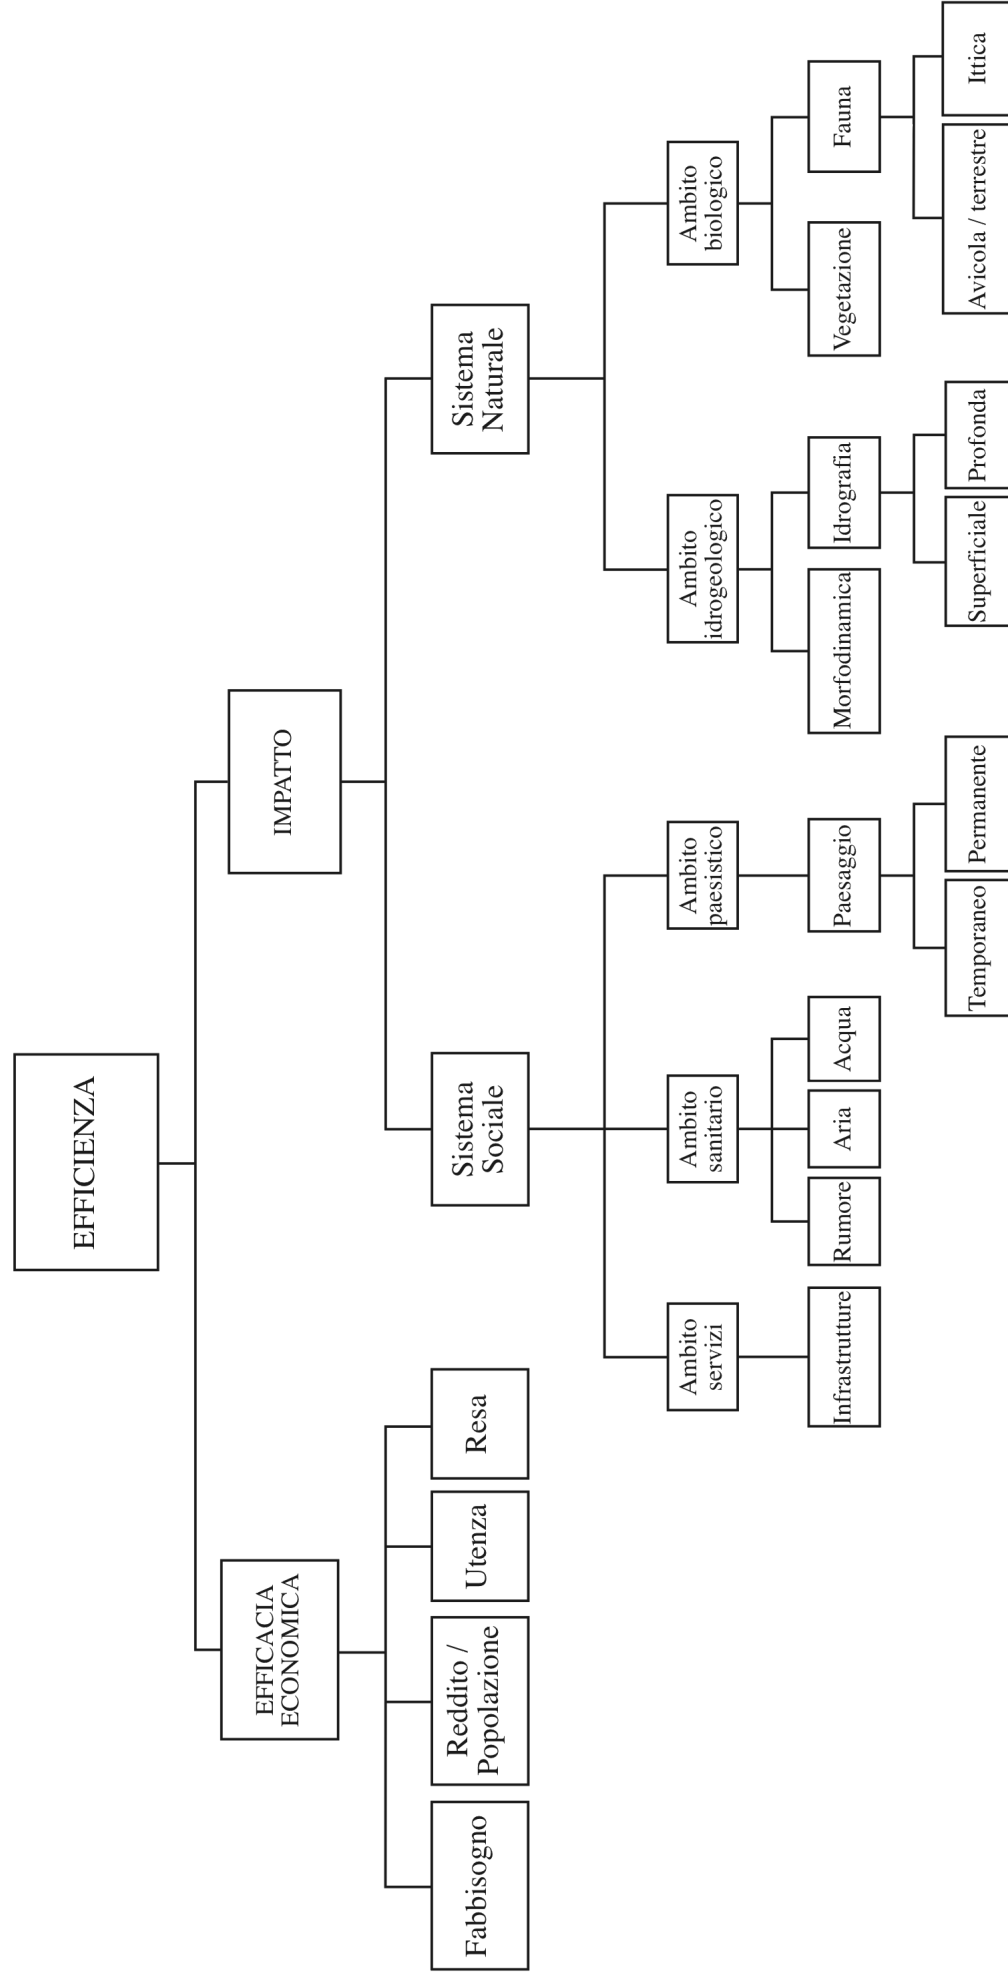 EFFICIENZA
EFFICACIA
ECONOMICA
IMPATTO
Fabbisogno
Reddito /
Popolazione
Utenza
Resa
Sistema
Sociale
Sistema
Naturale
Ambito
servizi
Ambito
sanitario
Ambito
paesistico
Ambito
idrogeologico
Ambito
biologico
Infrastrutture
Rumore
Aria
Acqua
Paesaggio
Morfodinamica
Idrografia
Vegetazione
Fauna
Temporaneo
Permanente
Superficiale
Profonda
Avicola / terrestre
Ittica